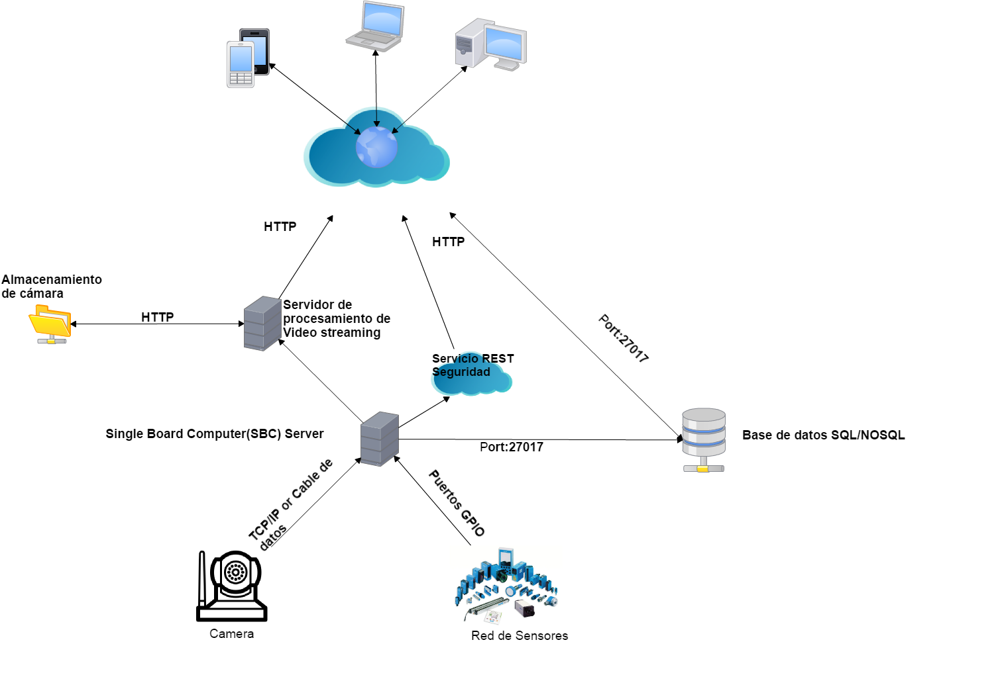 HTTP
HTTP
Almacenamiento
de cámara
HTTP
Servidor de
procesamiento de
Video streaming
Port:27017
Servicio REST
Seguridad
Single Board Computer(SBC) Server
Port:27017
Base de datos SQL/NOSQL
TCP/IP or Cable de
datos
Puertos GPIO
Camera
Red de Sensores